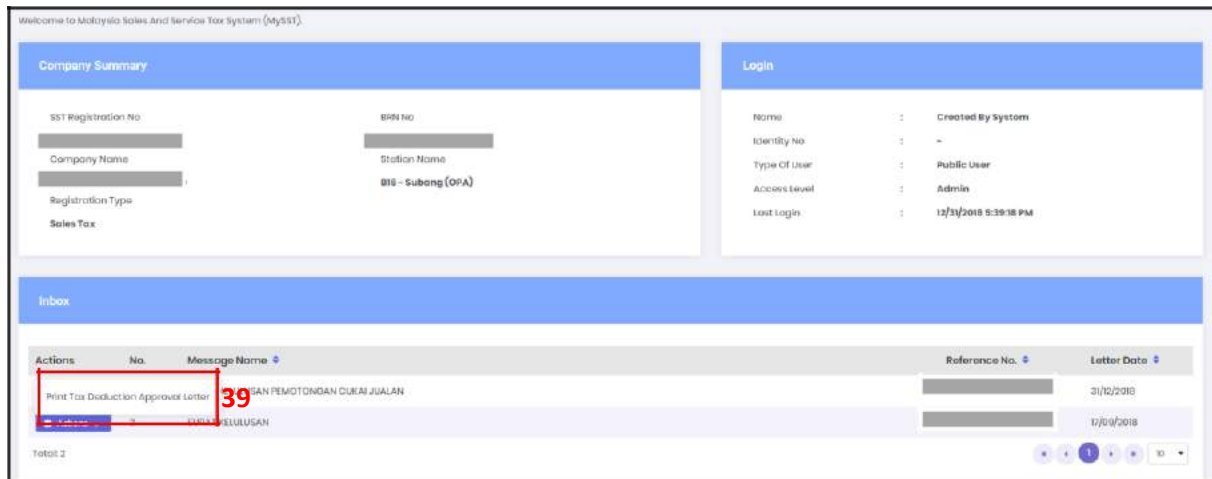 Welcome to Malaysia Sales And Service Tax System (MySST).
Company Summary
SST Registration No
BRN No
Company Name
Station Name
B18 - Subang (OPA)
Registration Type
Sales Tax
Login
Name : Created By System
Identity No : -
Type Of User : Public User
Access Level : Admin
Last Login : 12/31/2018 5:39:18 PM
Inbox
Actions No. Message Name Reference No. Letter Date
Print Tax Deduction Approval Letter 39 PEMOTONGAN CUKAI JUALAN 31/12/2018
2 KELULUSAN 12/09/2018
Total 2
« ‹ 1 › » 10